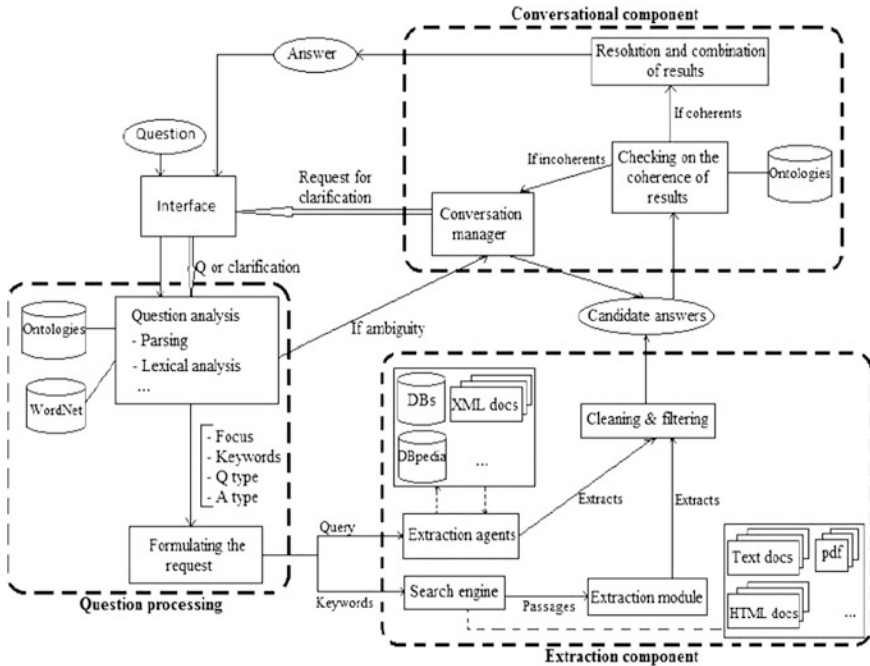 Conversational component
Answer
Resolution and combination
of results
If coherents
Question
If incoherents
Checking on the
coherence of
results
Ontologies
Request for
clarification
Interface
Conversation
manager
Q or clarification
Question analysis
- Parsing
- Lexical analysis
...
Ontologies
WordNet
If ambiguity
Candidate answers
- Focus
- Keywords
- Q type
- A type
DBs
XML docs
DBpedia
...
Cleaning & filtering
Extracts
Extracts
Query
Extraction agents
Formulating the
request
Keywords
Search engine
Passages
Extraction module
Text docs
pdf
HTML docs
...
Question processing
Extraction component